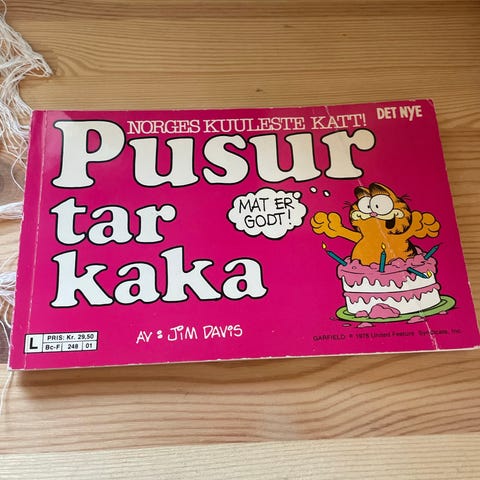 NORGES KUULESTE KATT!
DET NYE
Pusur
tar
kaka
MAT ER
GODT!
AV: JIM DAVIS
L
PRIS: Kr. 29,50
Bc-F 248 01
GARFIELD: © 1978 United Feature Syndicate, Inc.